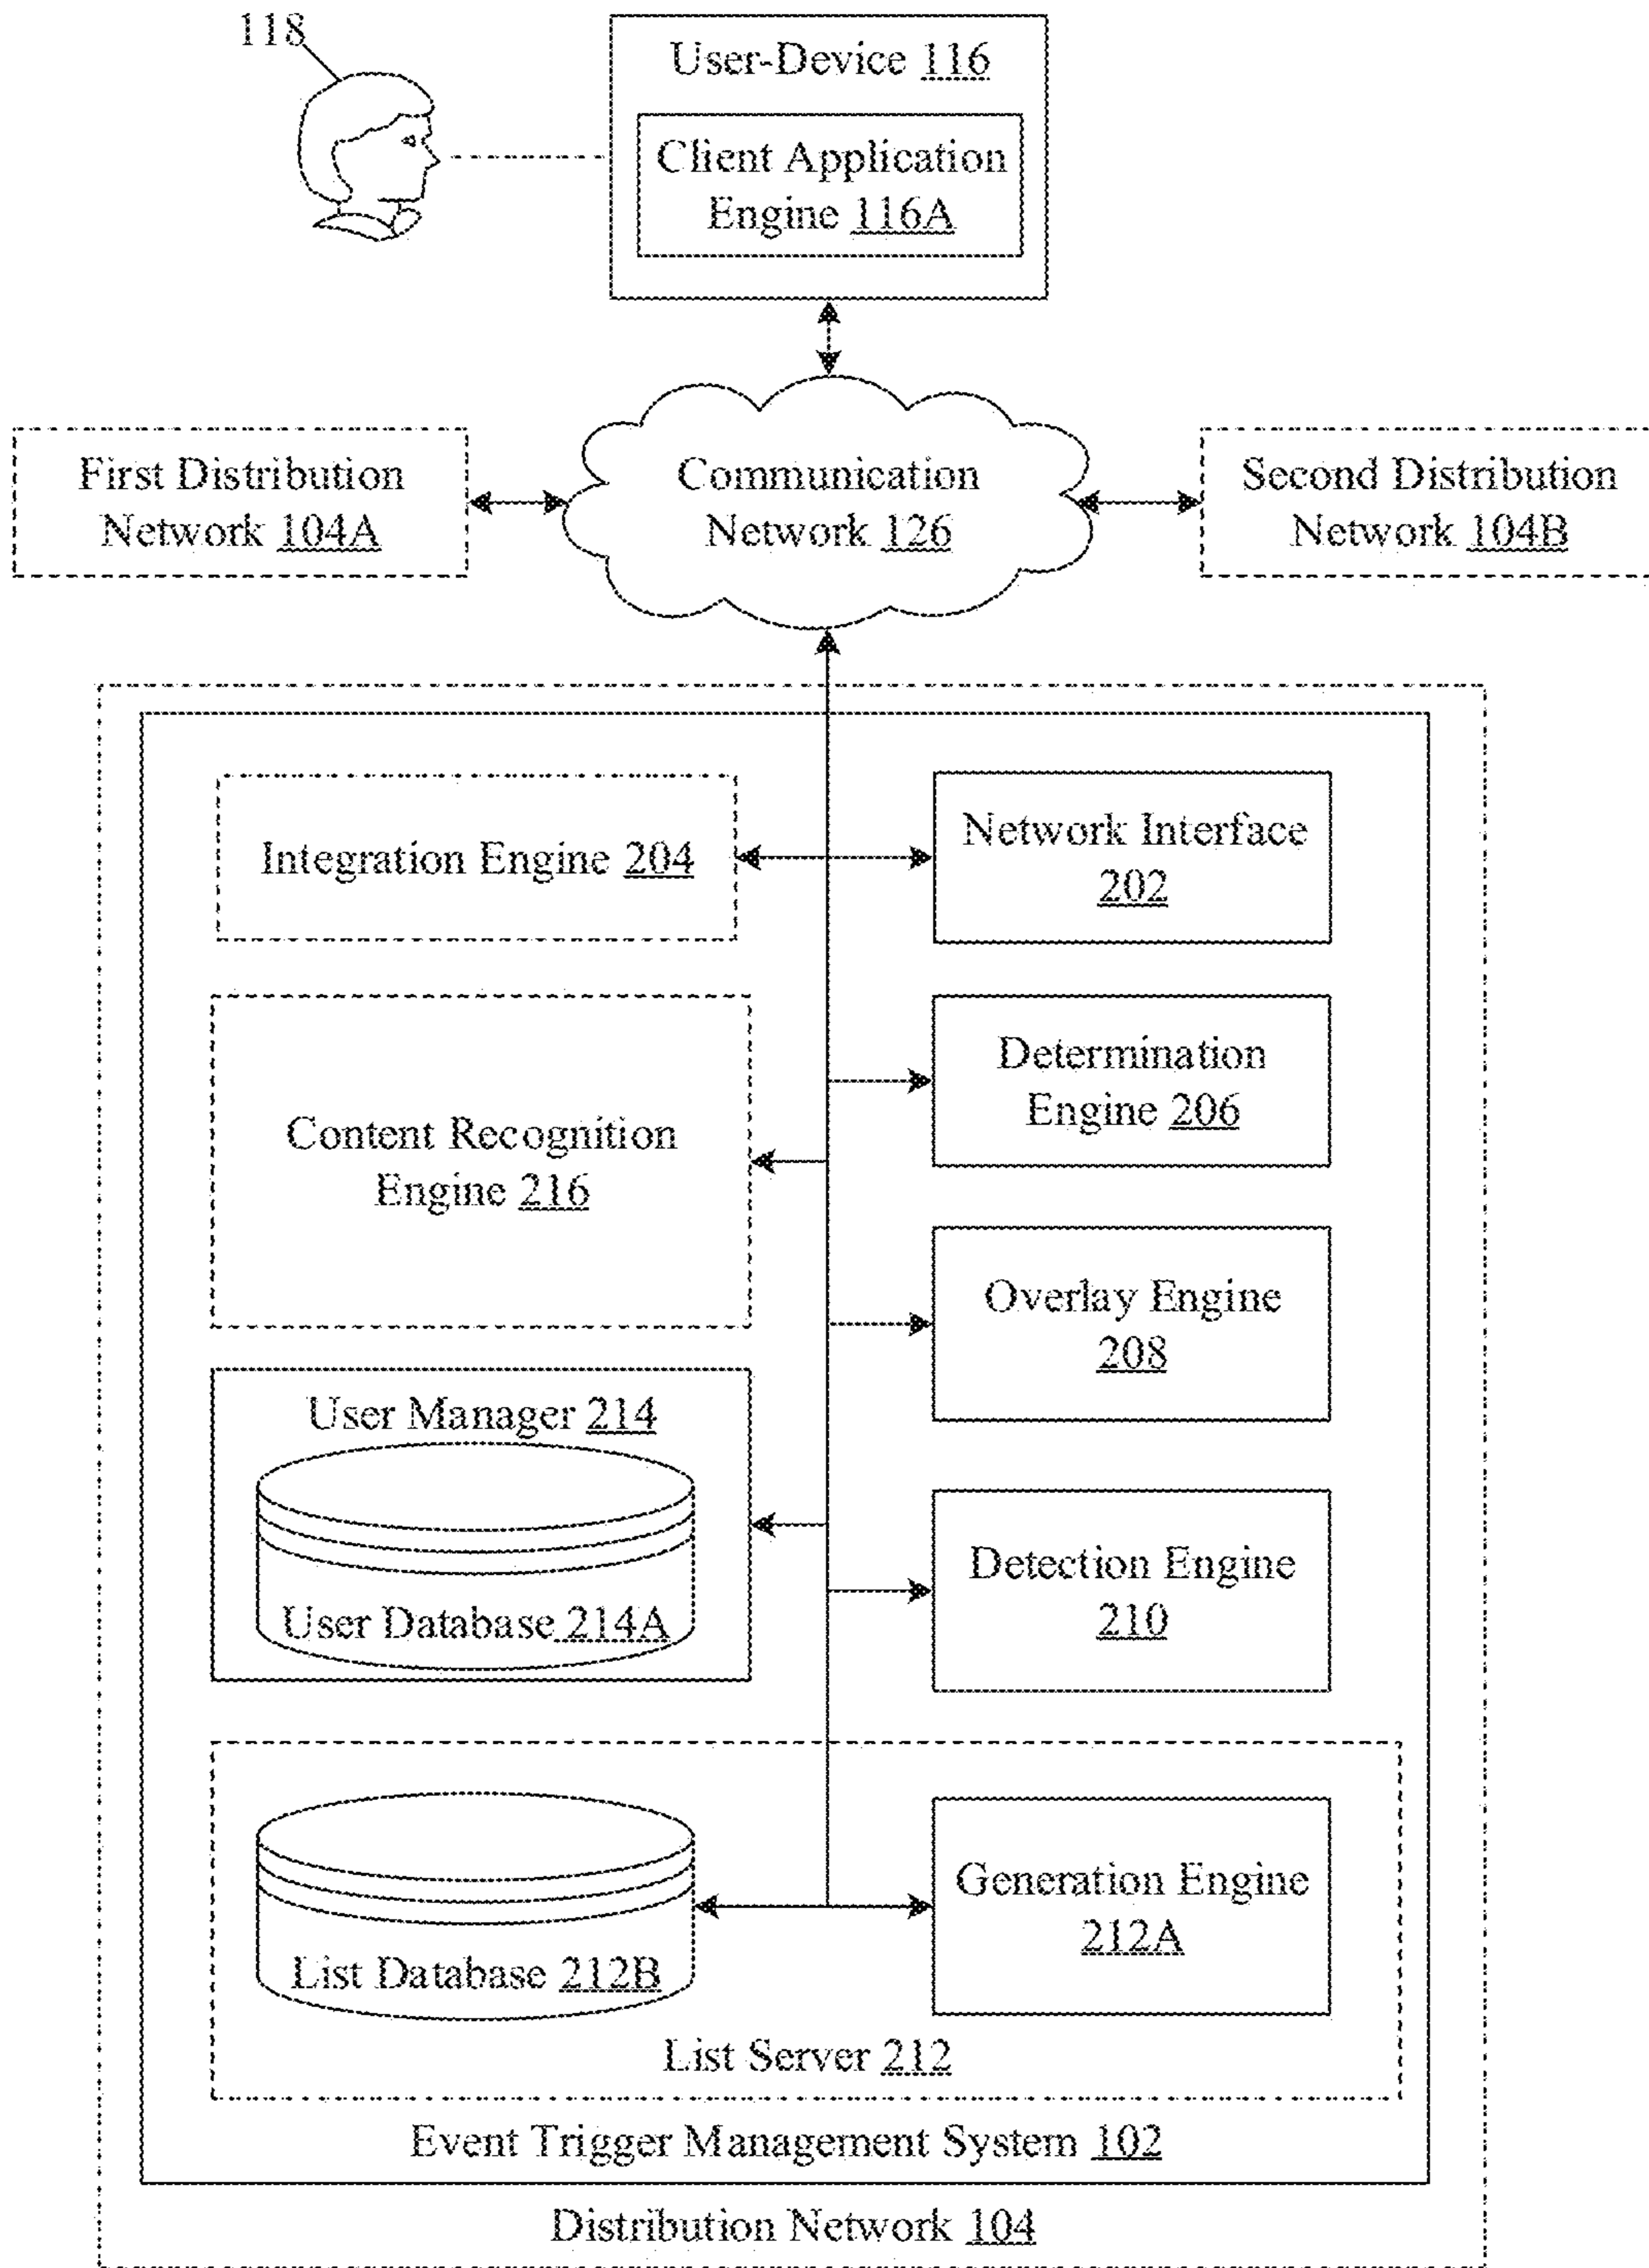 118
User-Device 116
Client Application
Engine 116A
First Distribution
Network 104A
Communication
Network 126
Second Distribution
Network 104B
Integration Engine 204
Network Interface
202
Content Recognition
Engine 216
Determination
Engine 206
Overlay Engine
208
User Manager 214
User Database 214A
Detection Engine
210
List Database 212B
Generation Engine
212A
List Server 212
Event Trigger Management System 102
Distribution Network 104